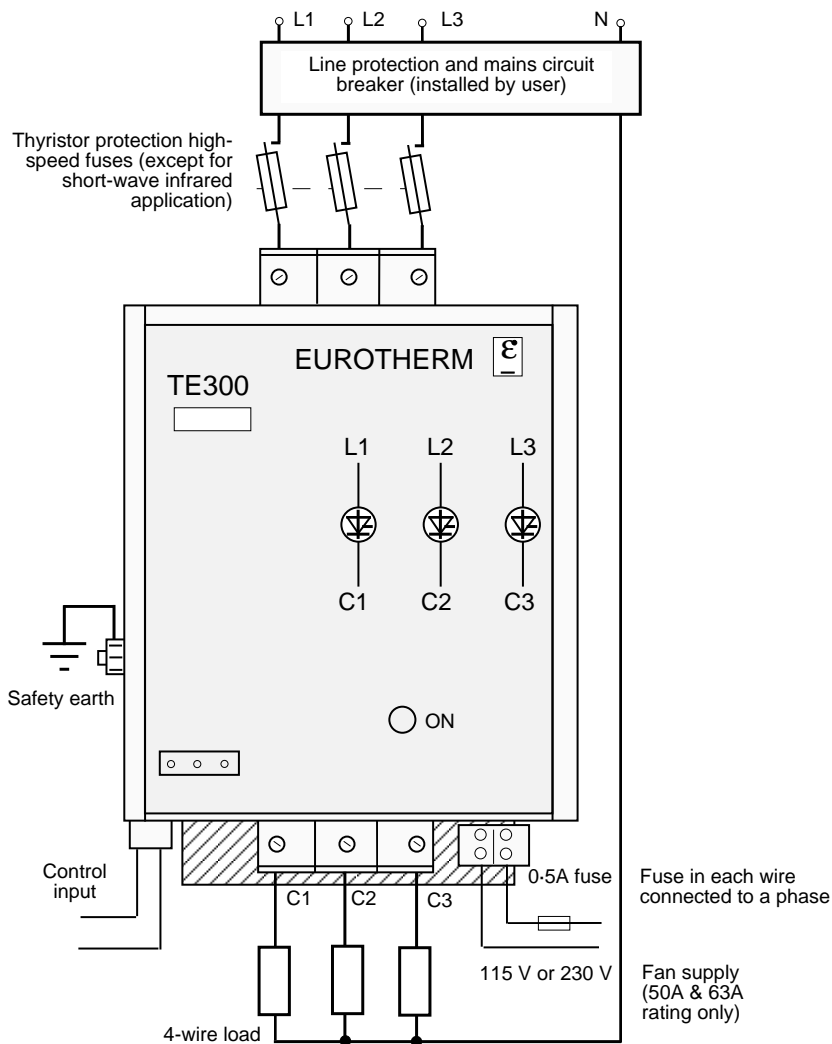 L1
L2
L3
N
Line protection and mains circuit
breaker (installed by user)
Thyristor protection high-
speed fuses (except for
short-wave infrared
application)
EUROTHERM
ε
TE300
L1
L2
L3
C1
C2
C3
Safety earth
ON
Control
input
C1
C2
C3
0·5A fuse
Fuse in each wire
connected to a phase
115 V or 230 V
Fan supply
(50A & 63A
rating only)
4-wire load